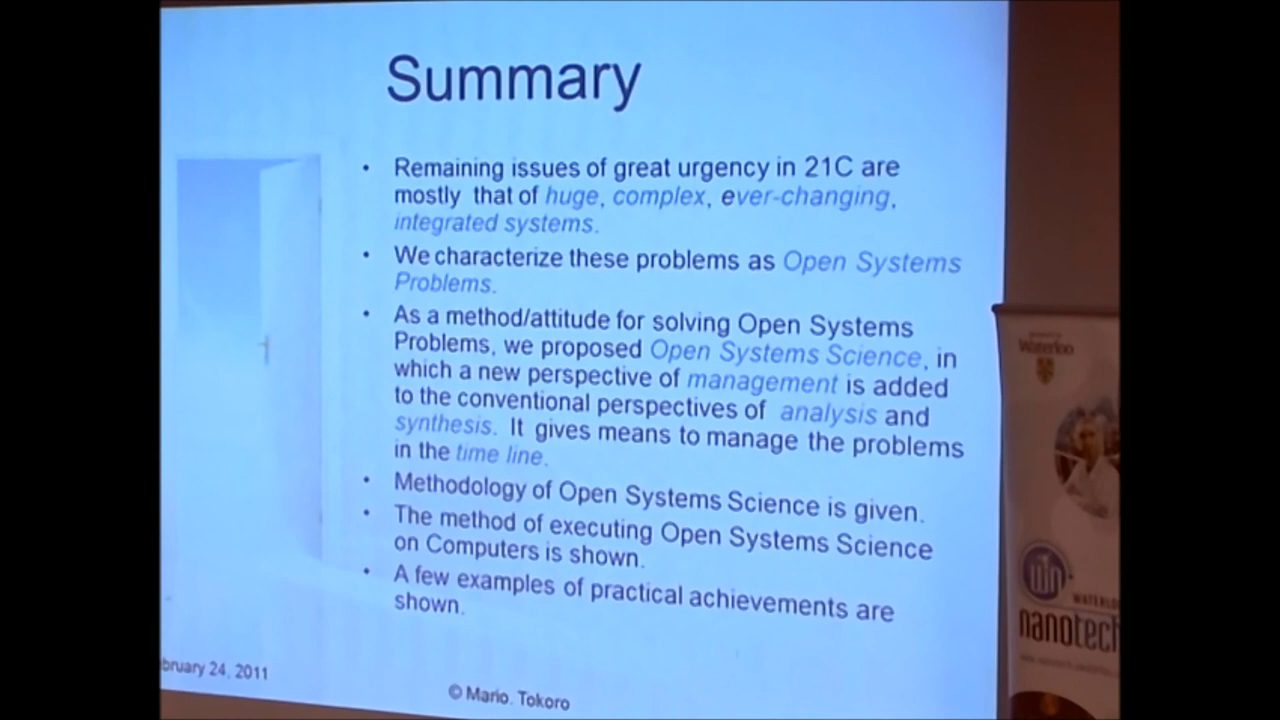 Summary
• Remaining issues of great urgency in 21C are
mostly that of huge, complex, ever-changing,
integrated systems.
• We characterize these problems as Open Systems
Problems.
• As a method/attitude for solving Open Systems
Problems, we proposed Open Systems Science, in
which a new perspective of management is added
to the conventional perspectives of analysis and
synthesis. It gives means to manage the problems
in the time line.
• Methodology of Open Systems Science is given.
• The method of executing Open Systems Science
on Computers is shown.
• A few examples of practical achievements are
shown.
bruary 24, 2011
© Mario. Tokoro
Waterloo
WATERLO
nanotech